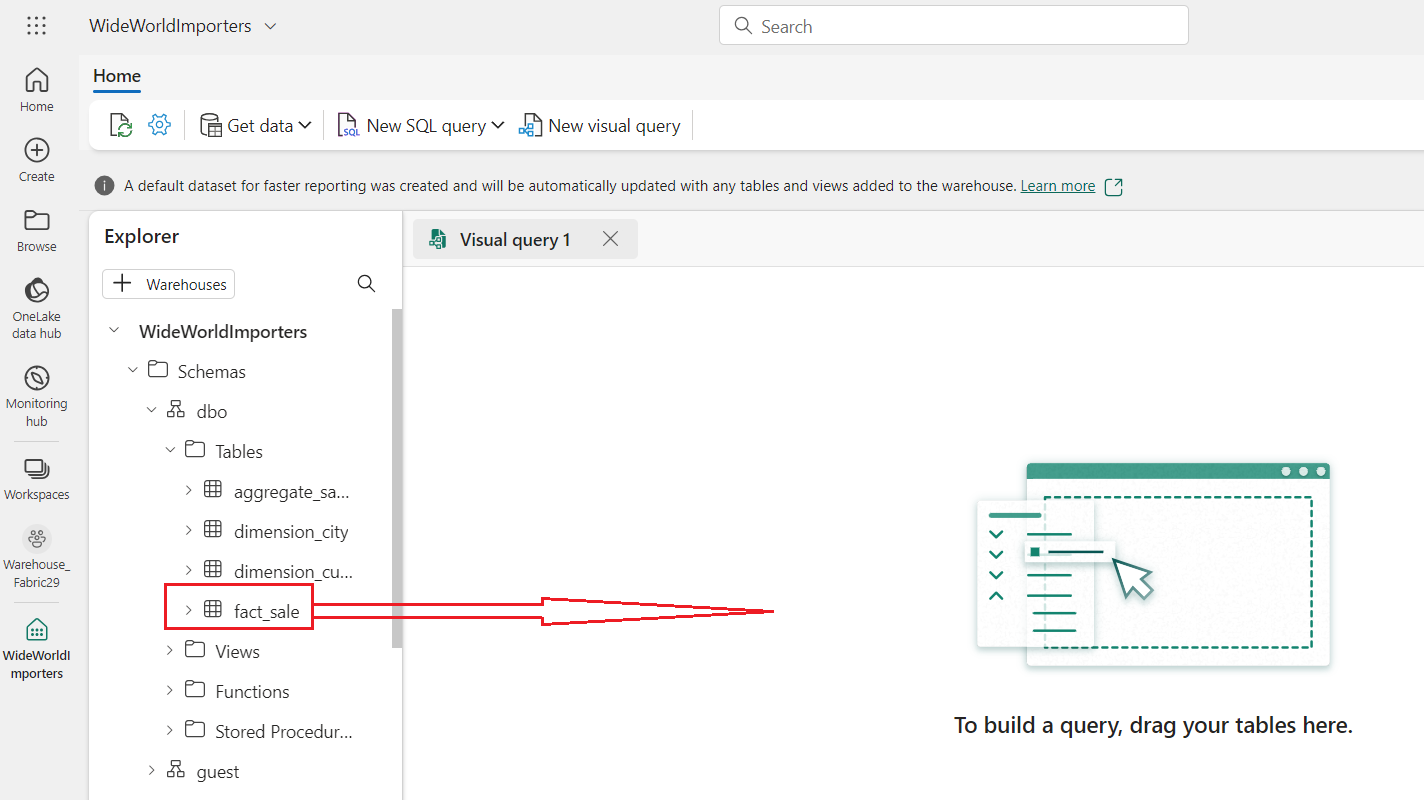 WideWorldImporters
Search
Home
Home
Get data
New SQL query
New visual query
Create
A default dataset for faster reporting was created and will be automatically updated with any tables and views added to the warehouse. Learn more
Browse
OneLake
data hub
Monitoring
hub
Workspaces
Warehouse_
Fabric29
WideWorldI
mporters
Explorer
Warehouses
WideWorldImporters
Schemas
dbo
Tables
aggregate_sa...
dimension_city
dimension_cu...
fact_sale
Views
Functions
Stored Procedur...
guest
Visual query 1
To build a query, drag your tables here.